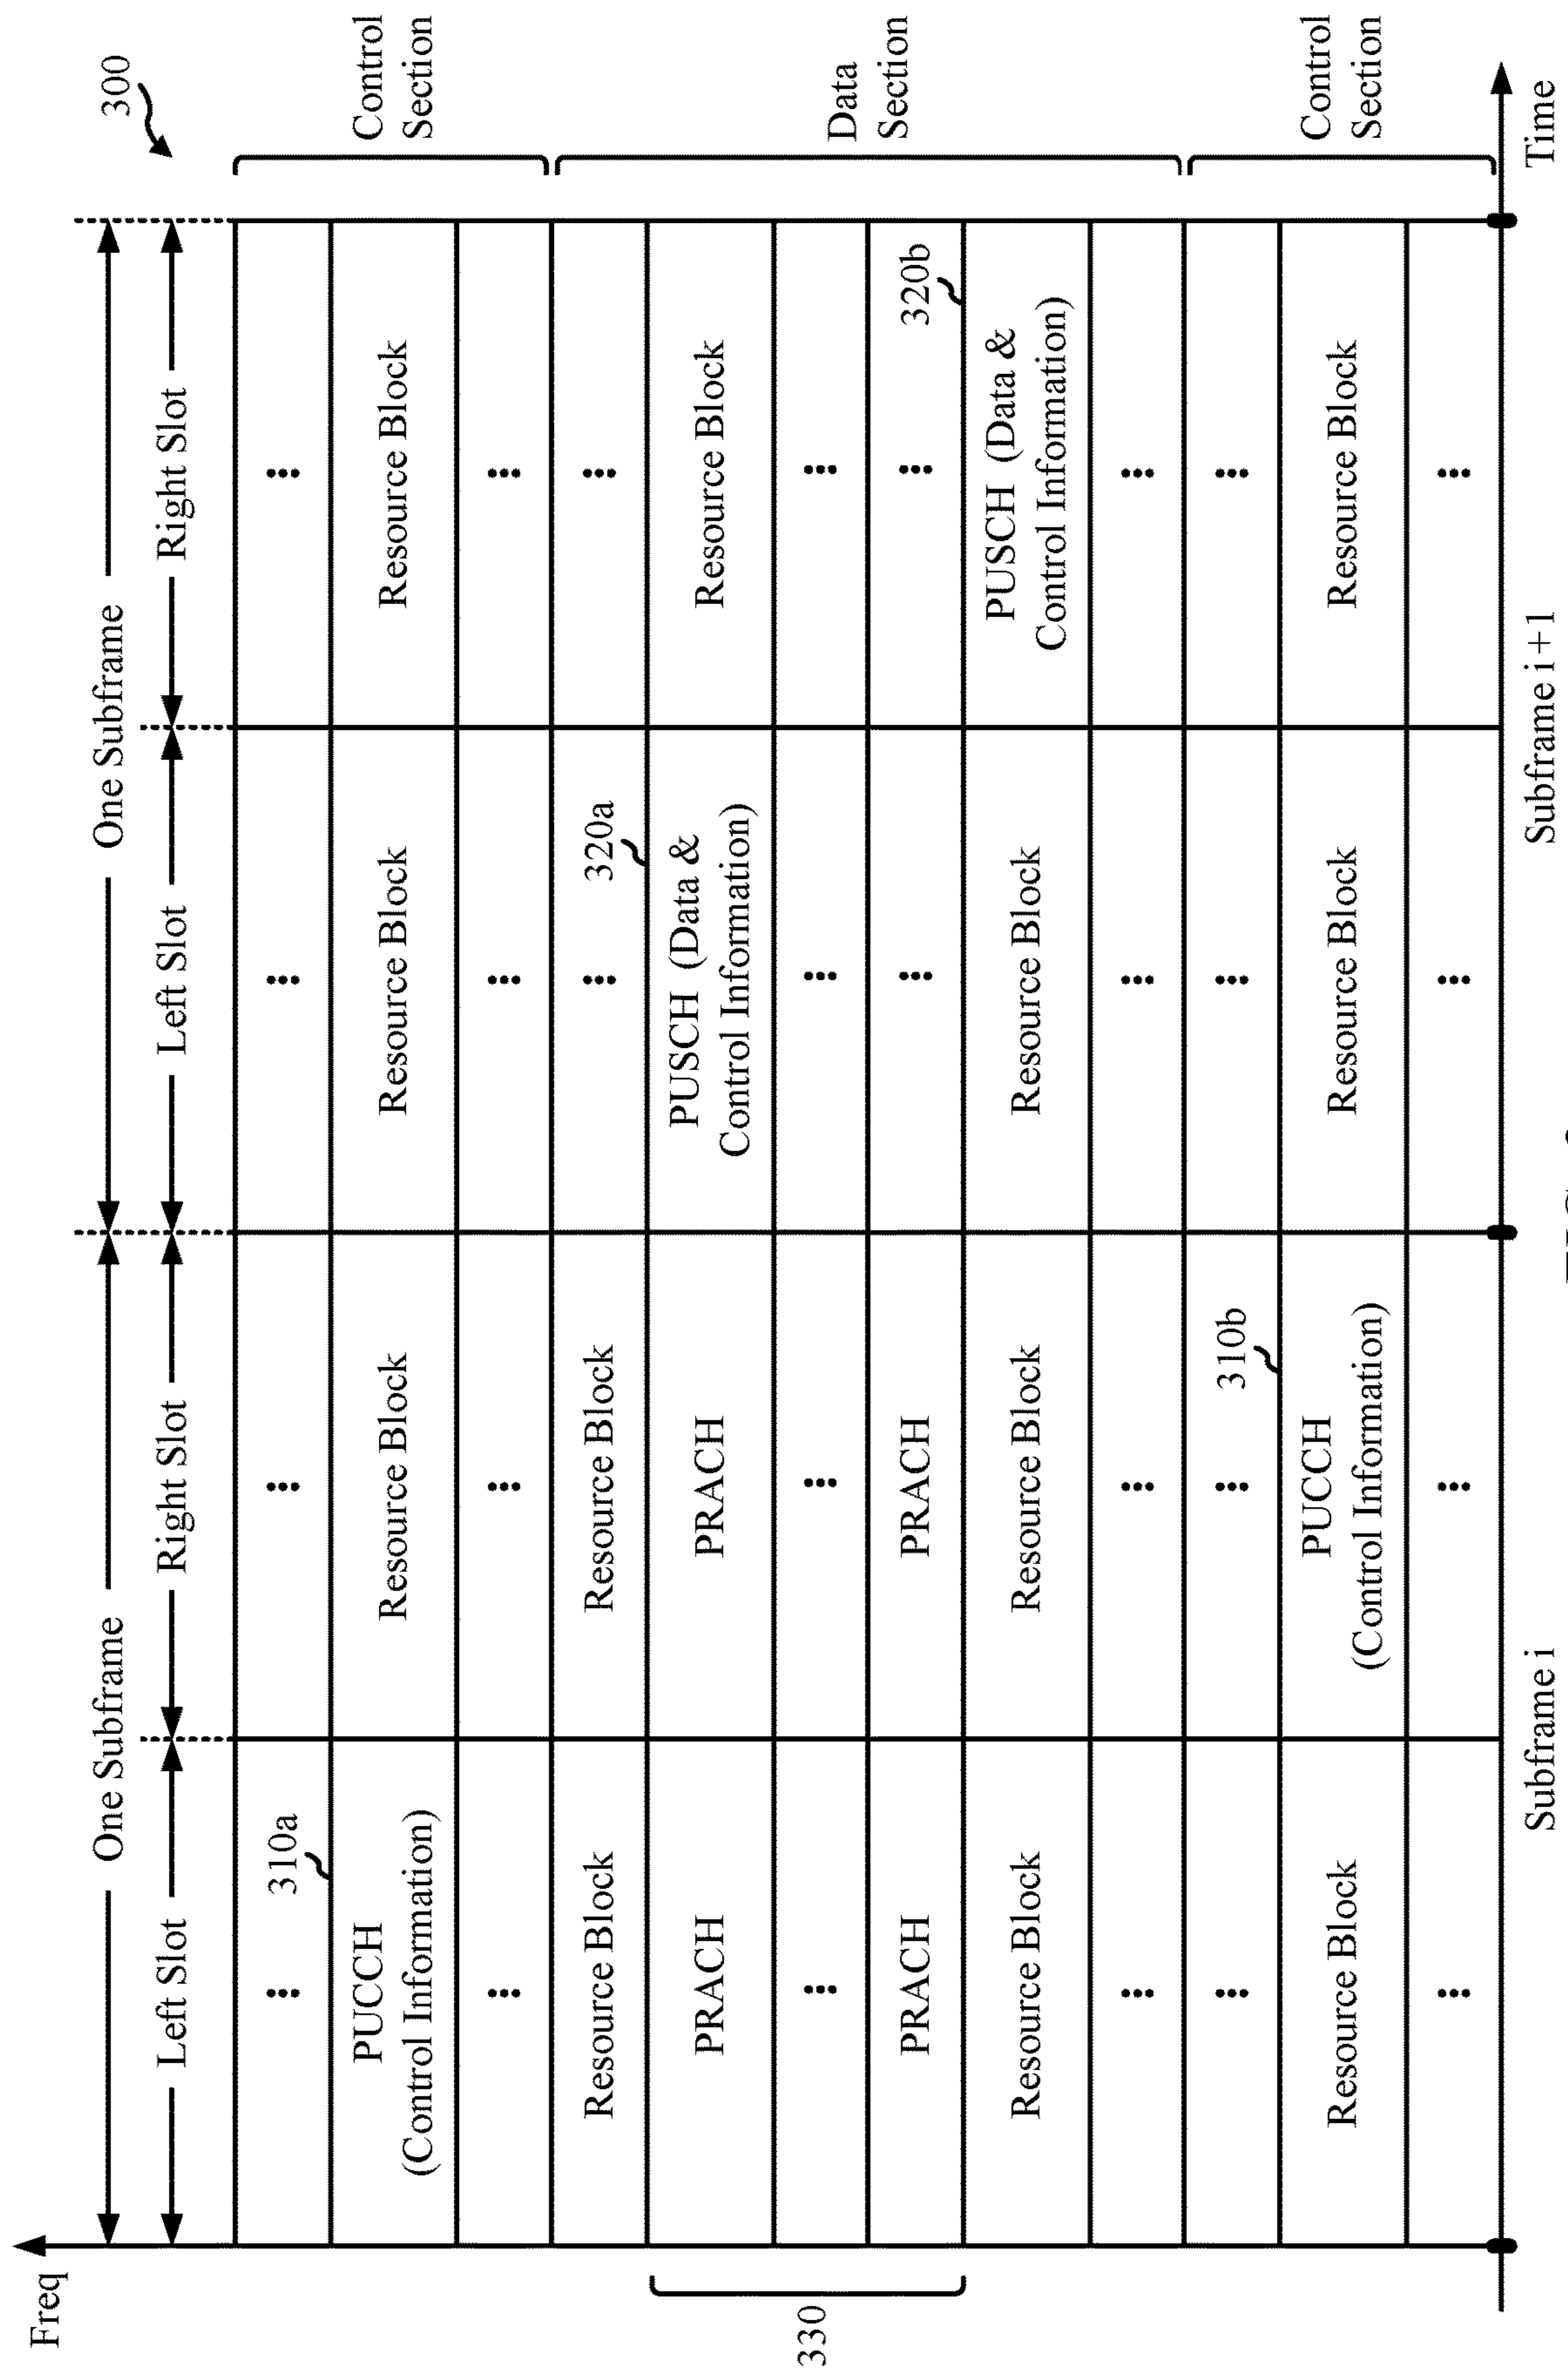 300
Freq
One Subframe
One Subframe
Left Slot
Right Slot
Left Slot
Right Slot
310a
PUCCH
(Control Information)
Resource Block
Resource Block
Resource Block
Control
Section
Resource Block
Resource Block
320a
PRACH
PRACH
PUSCH (Data &
Control Information)
Resource Block
330
Data
Section
PRACH
PRACH
320b
Resource Block
Resource Block
Resource Block
PUSCH (Data &
Control Information)
310b
Resource Block
PUCCH
(Control Information)
Resource Block
Resource Block
Control
Section
Subframe i
Subframe i+1
Time